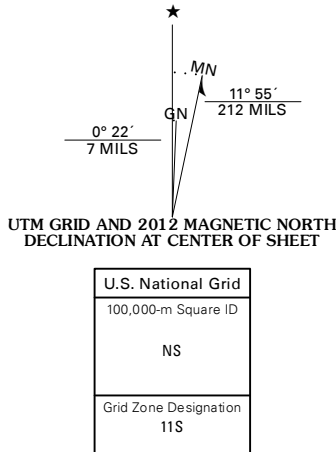 ★
MN
GN
11° 55´
212 MILS
0° 22´
7 MILS
UTM GRID AND 2012 MAGNETIC NORTH
DECLINATION AT CENTER OF SHEET
U.S. National Grid
100,000-m Square ID
NS
Grid Zone Designation
11S